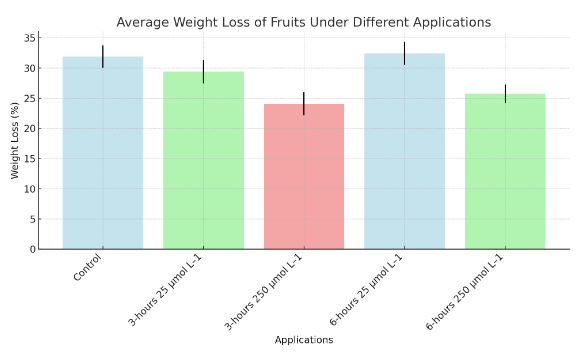 Average Weight Loss of Fruits Under Different Applications
35
30
25
20
15
10
5
0
Weight Loss (%)
Control
3-hours 25 μmol L–1
3-hours 250 μmol L–1
6-hours 25 μmol L–1
6-hours 250 μmol L–1
Applications